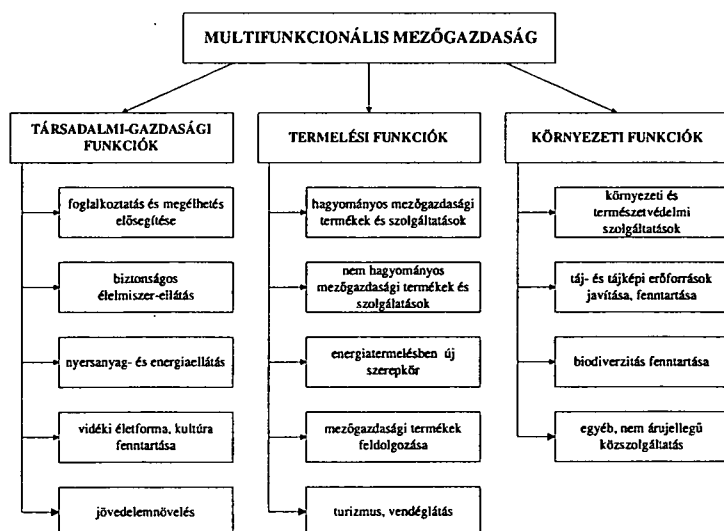 MULTIFUNKCIONÁLIS MEZŐGAZDASÁG
TÁRSADALMI-GAZDASÁGI
FUNKCIÓK
foglalkoztatás és megélhetés
elősegítése
biztonságos
élelmiszer-ellátás
nyersanyag- és energiaellátás
vidéki életforma, kultúra
fenntartása
jövedelemnövelés
TERMELÉSI FUNKCIÓK
hagyományos mezőgazdasági
termékek és szolgáltatások
nem hagyományos
mezőgazdasági termékek és
szolgálatások
energiatermelésben új
szerepkör
mezőgazdasági termékek
feldolgozása
turizmus, vendéglátás
KÖRNYEZETI FUNKCIÓK
környezeti és
természetvédelmi
szolgáltatások
táj- és tájképi erőforrások
javítása, fenntartása
biodiverzitás fenntartása
egyéb, nem árujellegű
közszolgáltatás